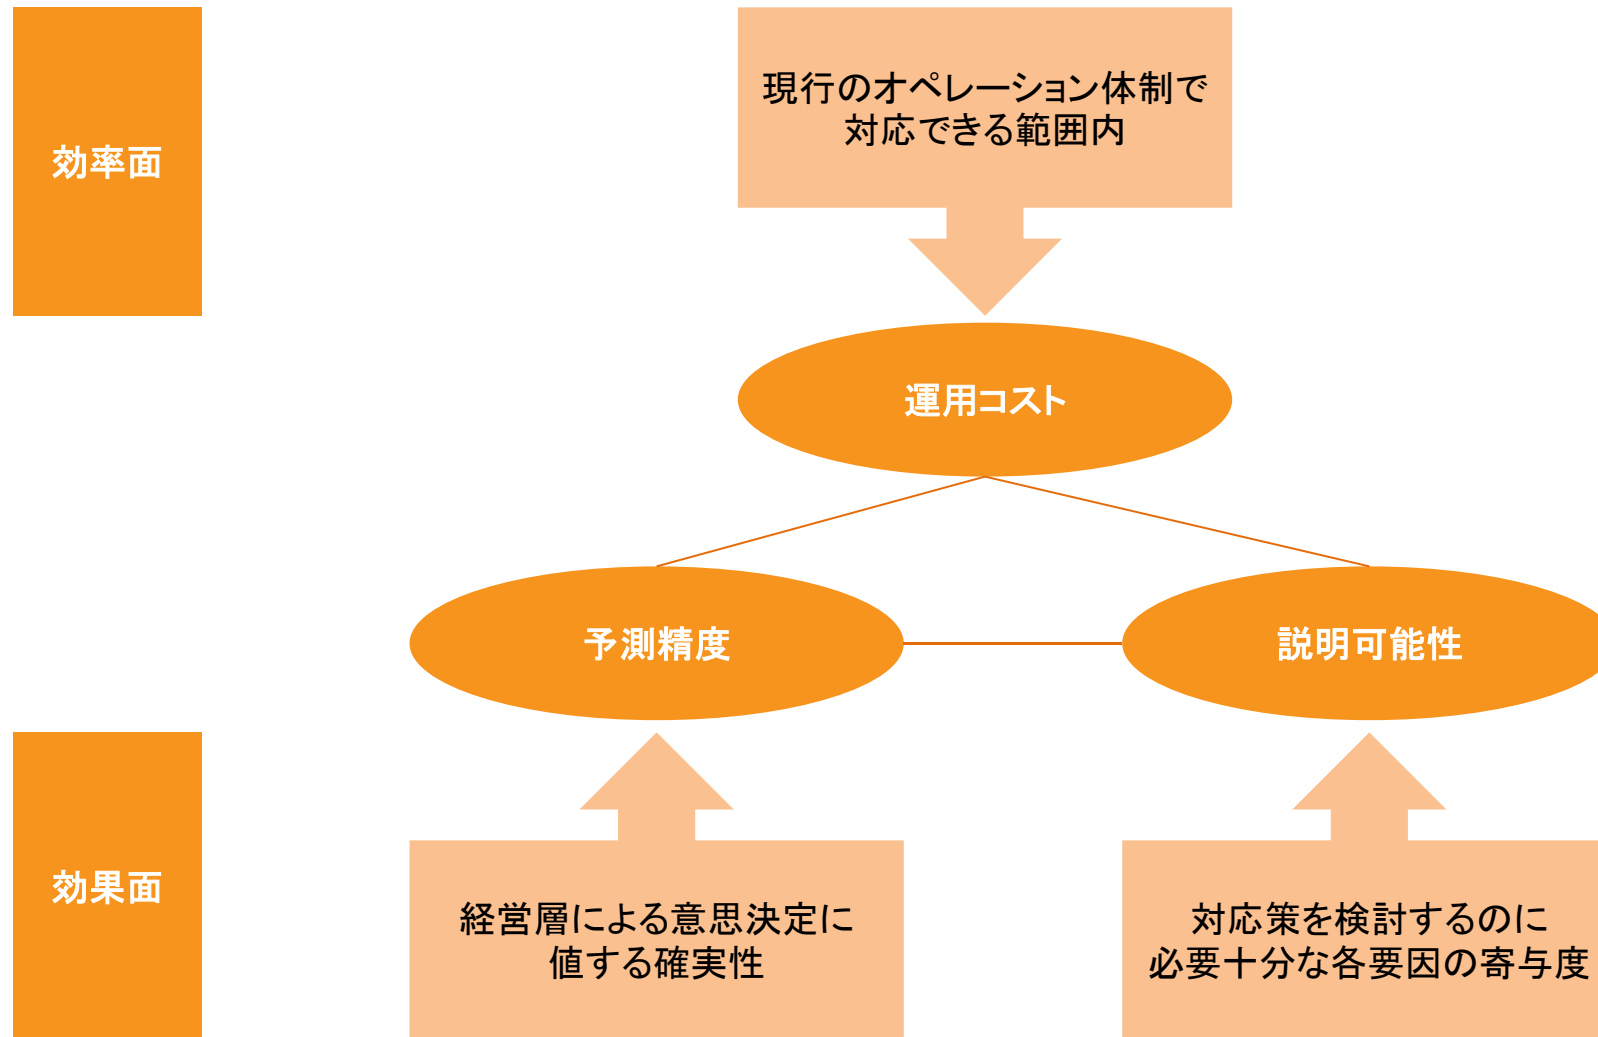 効率面
現行のオペレーション体制で
対応できる範囲内
運用コスト
予測精度
説明可能性
効果面
経営層による意思決定に
値する確実性
対応策を検討するのに
必要十分な各要因の寄与度